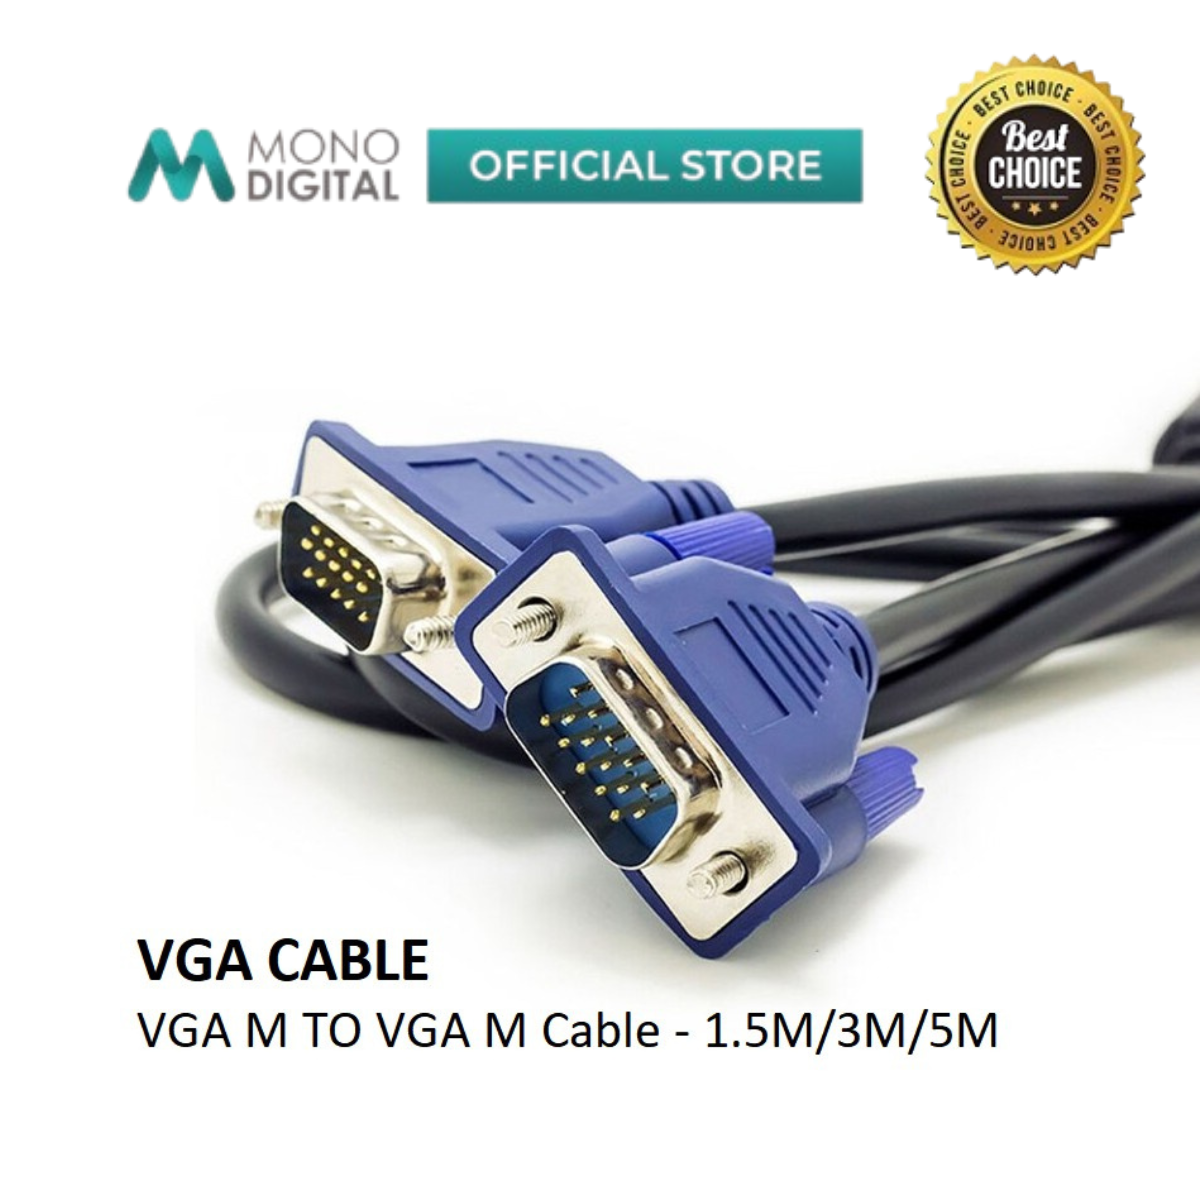 MONO
DIGITAL
OFFICIAL STORE
BEST CHOICE · BEST CHOICE · BEST CHOICE · BEST CHOICE ·
Best
CHOICE
VGA CABLE
VGA M TO VGA M Cable - 1.5M/3M/5M